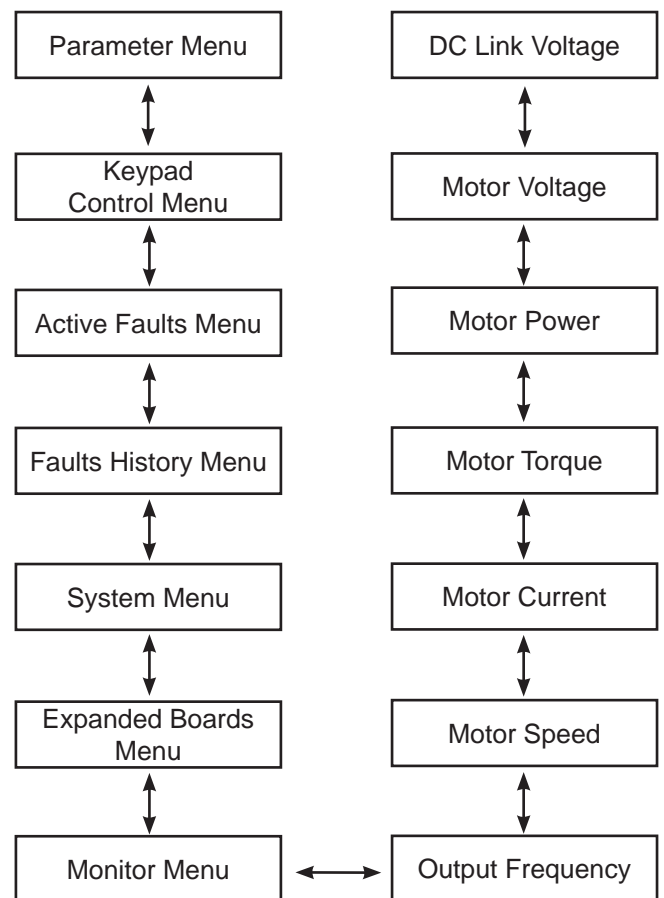 Parameter Menu
Keypad
Control Menu
Active Faults Menu
Faults History Menu
System Menu
Expanded Boards
Menu
Monitor Menu
DC Link Voltage
Motor Voltage
Motor Power
Motor Torque
Motor Current
Motor Speed
Output Frequency